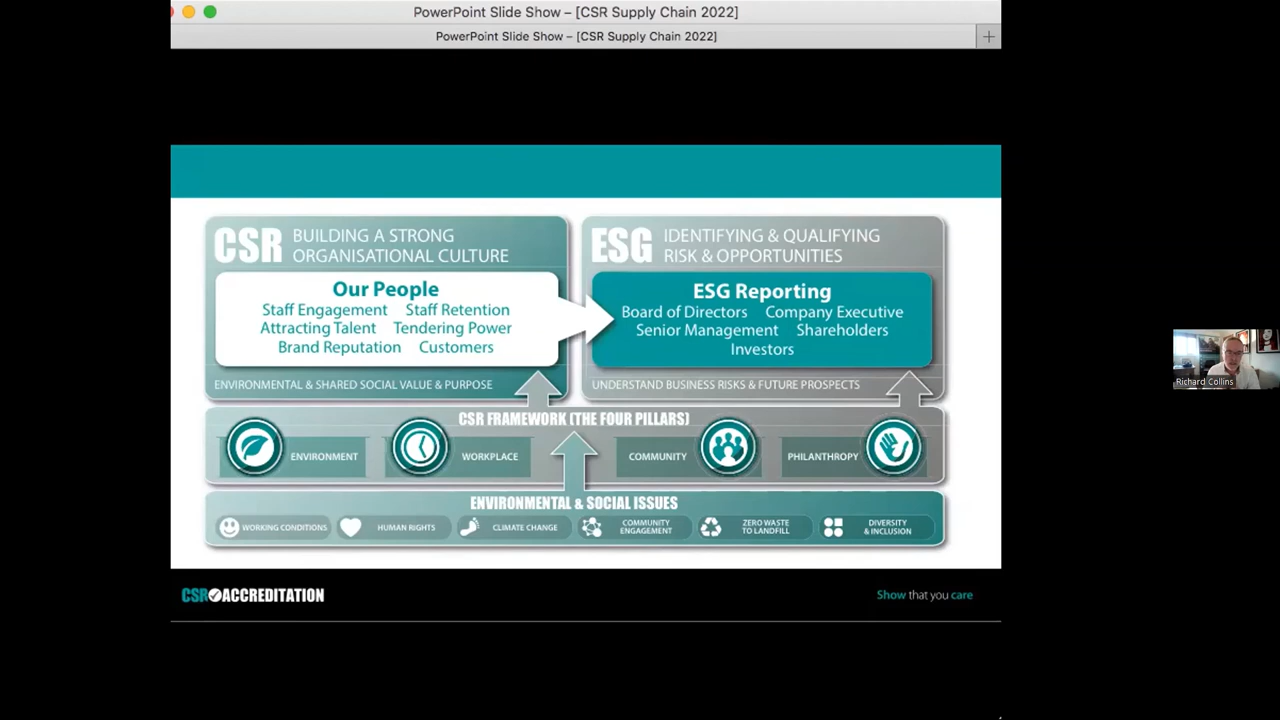 PowerPoint Slide Show – [CSR Supply Chain 2022]
PowerPoint Slide Show – [CSR Supply Chain 2022]
CSR BUILDING A STRONG
ORGANISATIONAL CULTURE
Our People
Staff Engagement Staff Retention
Attracting Talent Tendering Power
Brand Reputation Customers
ENVIRONMENTAL & SHARED SOCIAL VALUE & PURPOSE
ESG IDENTIFYING & QUALIFYING
RISK & OPPORTUNITIES
ESG Reporting
Board of Directors Company Executive
Senior Management Shareholders
Investors
UNDERSTAND BUSINESS RISKS & FUTURE PROSPECTS
CSR FRAMEWORK (THE FOUR PILLARS)
ENVIRONMENT
WORKPLACE
COMMUNITY
PHILANTHROPY
ENVIRONMENTAL & SOCIAL ISSUES
WORKING CONDITIONS
HUMAN RIGHTS
CLIMATE CHANGE
COMMUNITY
ENGAGEMENT
ZERO WASTE
TO LANDFILL
DIVERSITY
& INCLUSION
CSR ACCREDITATION
Show that you care
Richard Collins